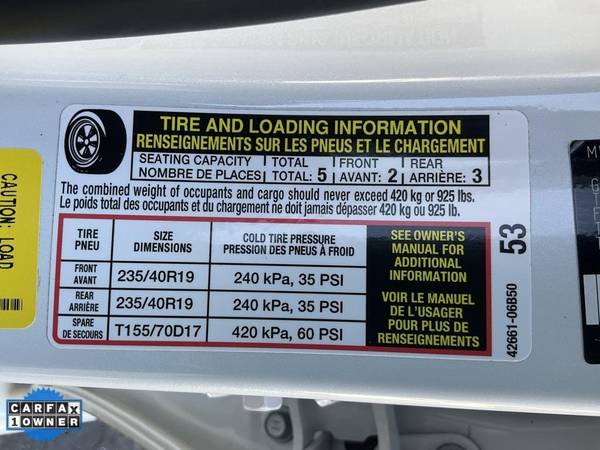 TIRE AND LOADING INFORMATION
RENSEIGNEMENTS SUR LES PNEUS ET LE CHARGEMENT
SEATING CAPACITY TOTAL FRONT REAR
NOMBRE DE PLACES TOTAL: 5 AVANT: 2 ARRIÈRE: 3
The combined weight of occupants and cargo should never exceed 420 kg or 925 lbs.
Le poids total des occupants et du chargement ne doit jamais dépasser 420 kg ou 925 lb.
TIRE SIZE COLD TIRE PRESSURE
PNEU DIMENSIONS PRESSION DES PNEUS À FROID
FRONT
AVANT 235/40R19 240 kPa, 35 PSI
REAR
ARRIÈRE 235/40R19 240 kPa, 35 PSI
SPARE
DE SECOURS T155/70D17 420 kPa, 60 PSI
SEE OWNER'S
MANUAL FOR
ADDITIONAL
INFORMATION
VOIR LE MANUEL
DE L'USAGER
POUR PLUS DE
RENSEIGNEMENTS
53
42661-06B50
CAUTION: LOAD
CARFAX
1 OWNER